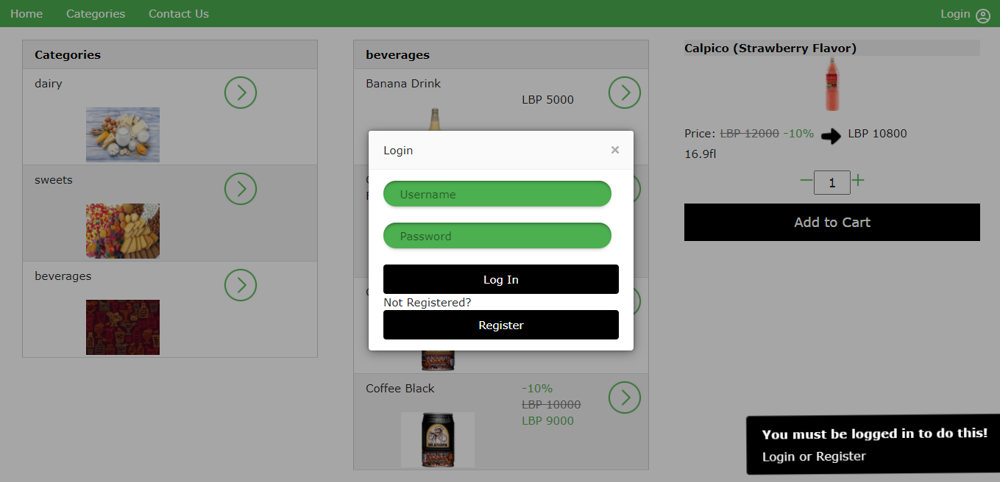 Home
Categories
Contact Us
Login
Categories
dairy
sweets
beverages
beverages
Banana Drink
LBP 5000
Coffee Black
-10%
LBP 10000
LBP 9000
Calpico (Strawberry Flavor)
Price: LBP 12000 -10% LBP 10800
16.9fl
1
Add to Cart
Login
×
Username
Password
Log In
Not Registered?
Register
You must be logged in to do this!
Login or Register